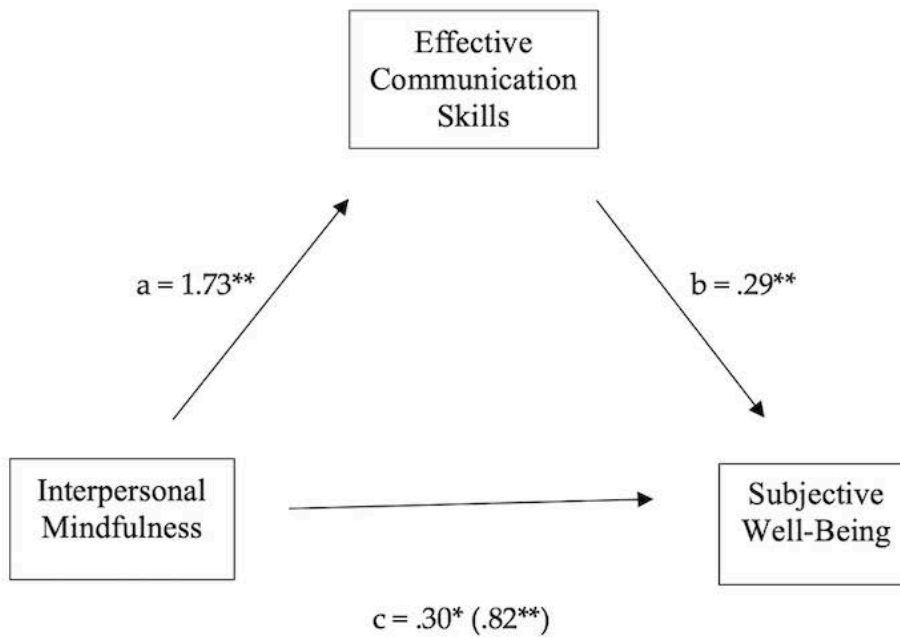 Effective
Communication
Skills
a = 1.73**
b = .29**
Interpersonal
Mindfulness
Subjective
Well-Being
c = .30* (.82**)